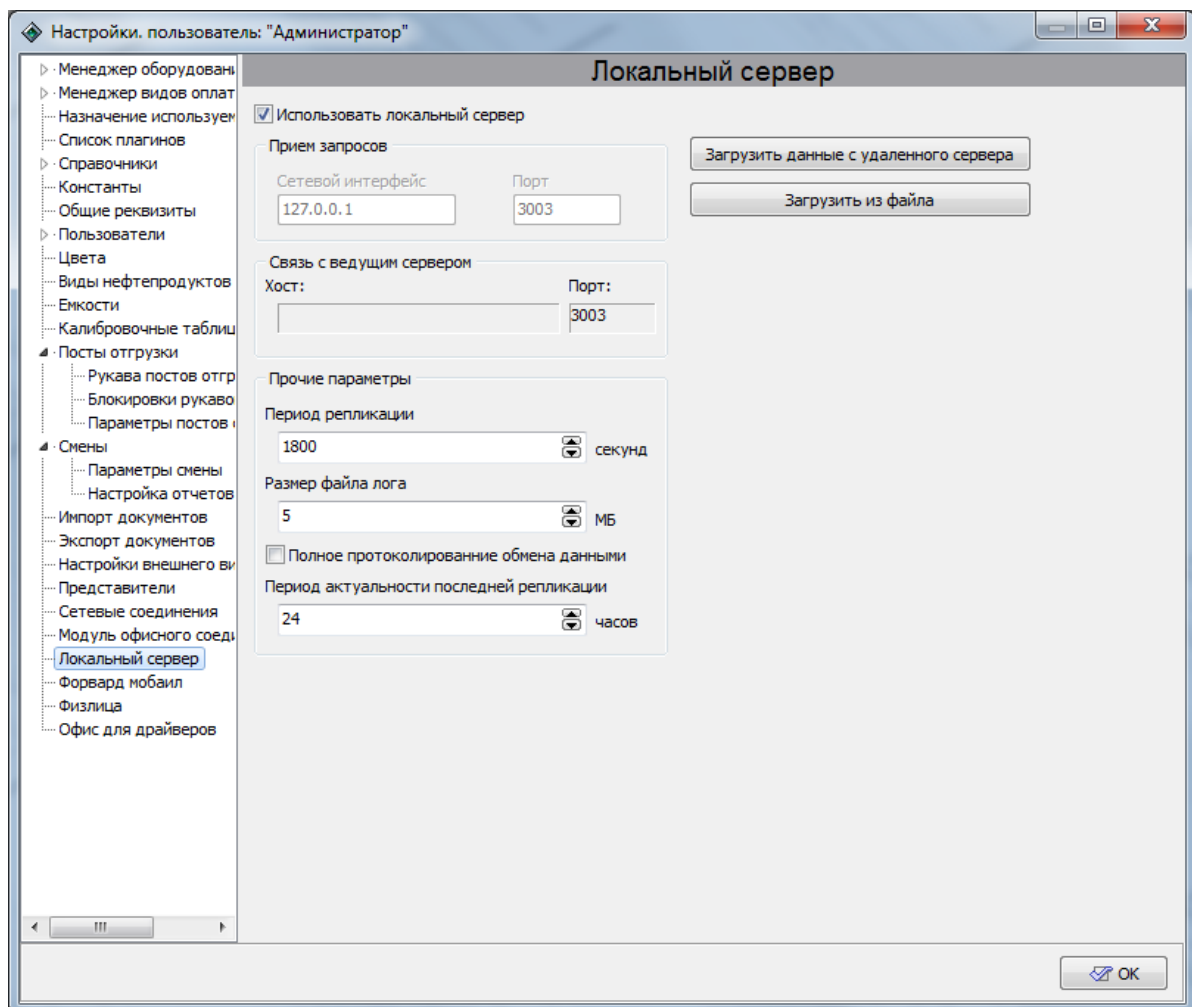 Настройки. пользователь: "Администратор"
Менеджер оборудовани
Менеджер видов оплат
Назначение используем
Список плагинов
Справочники
Константы
Общие реквизиты
Пользователи
Цвета
Виды нефтепродуктов
Емкости
Калибровочные таблиц
Посты отгрузки
Рукава постов отгр
Блокировки рукаво
Параметры постов
Смены
Параметры смены
Настройка отчетов
Импорт документов
Экспорт документов
Настройки внешнего ви
Представители
Сетевые соединения
Модуль офисного соеди
Локальный сервер
Форвард мобаил
Физлица
Офис для драйверов
Локальный сервер
Использовать локальный сервер
Прием запросов
Сетевой интерфейс Порт
127.0.0.1 3003
Загрузить данные с удаленного сервера
Загрузить из файла
Связь с ведущим сервером
Хост: Порт:
3003
Прочие параметры
Период репликации
1800 секунд
Размер файла лога
5 МБ
Полное протоколированние обмена данными
Период актуальности последней репликации
24 часов
OK